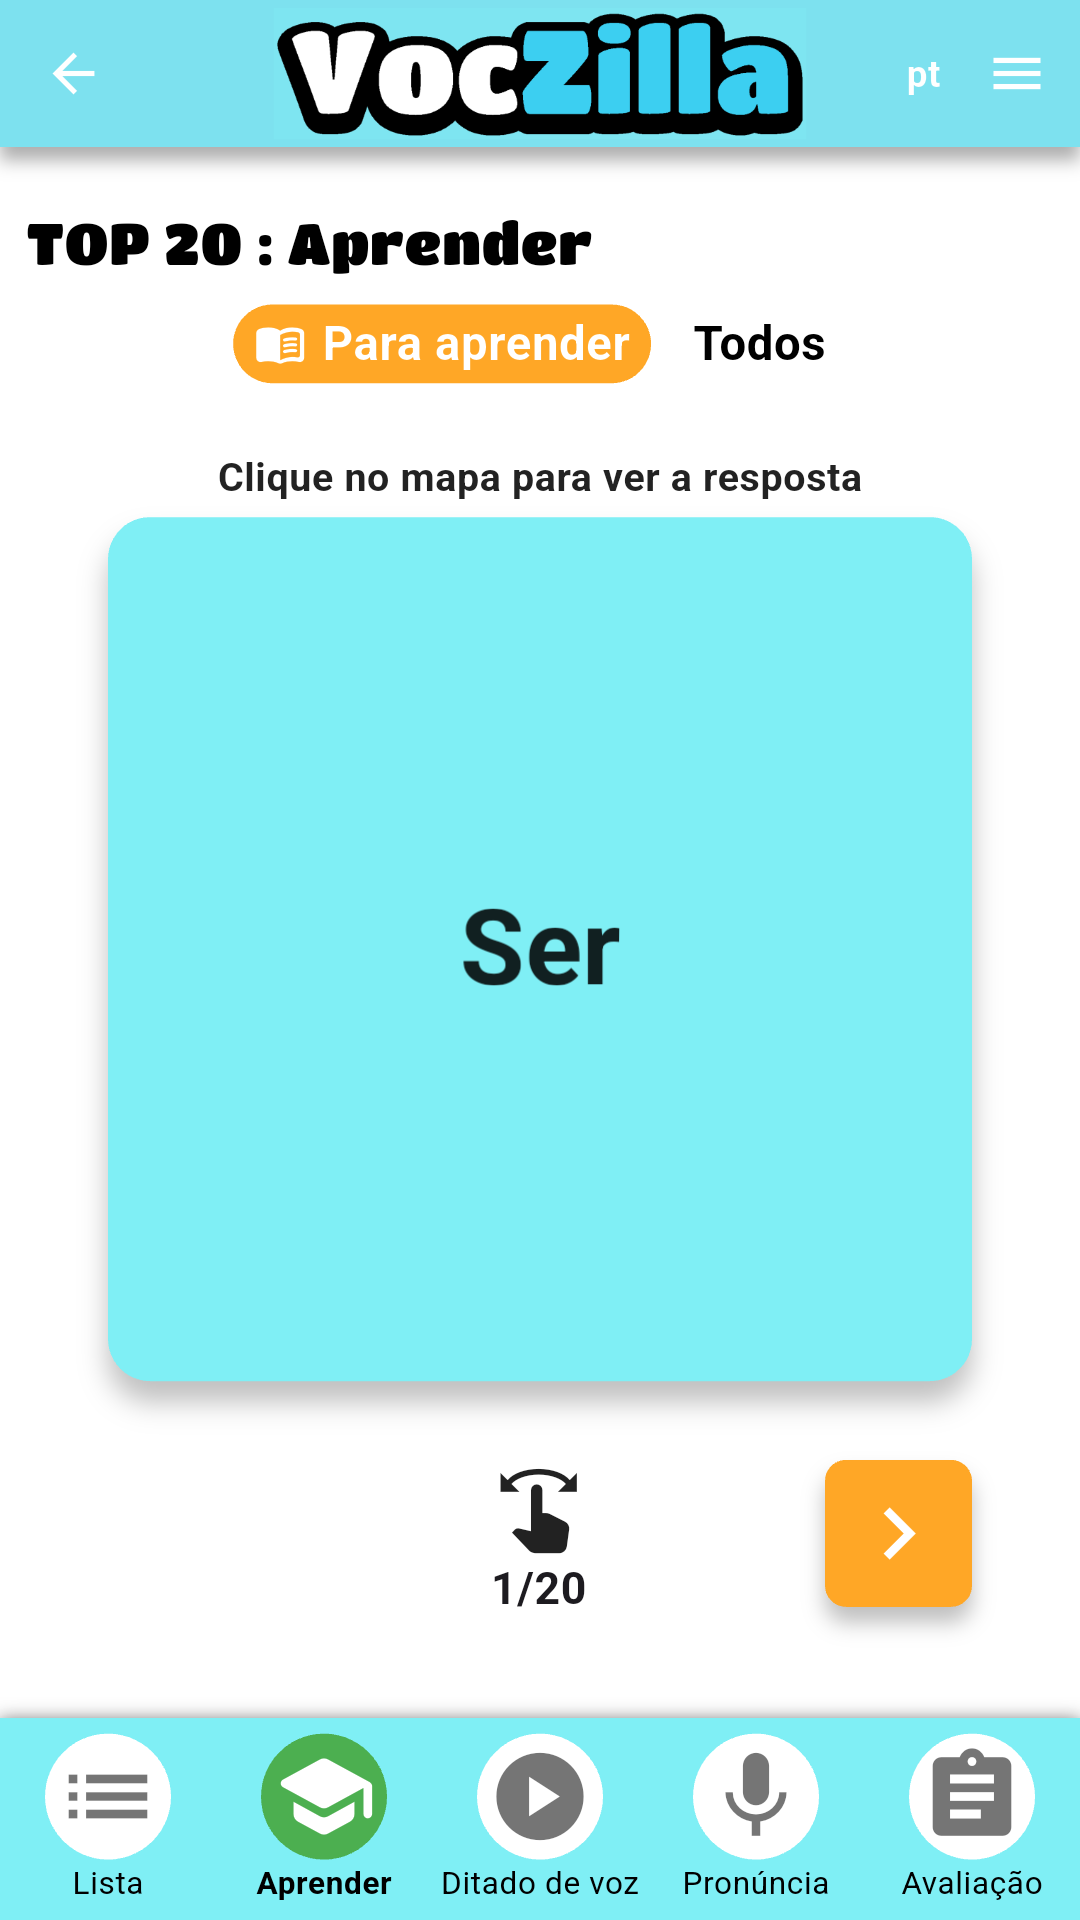 VocZilla
pt
TOP 20 : Aprender
Para aprender
Todos
Clique no mapa para ver a resposta
Ser
1/20
Lista
Aprender
Ditado de voz
Pronúncia
Avaliação